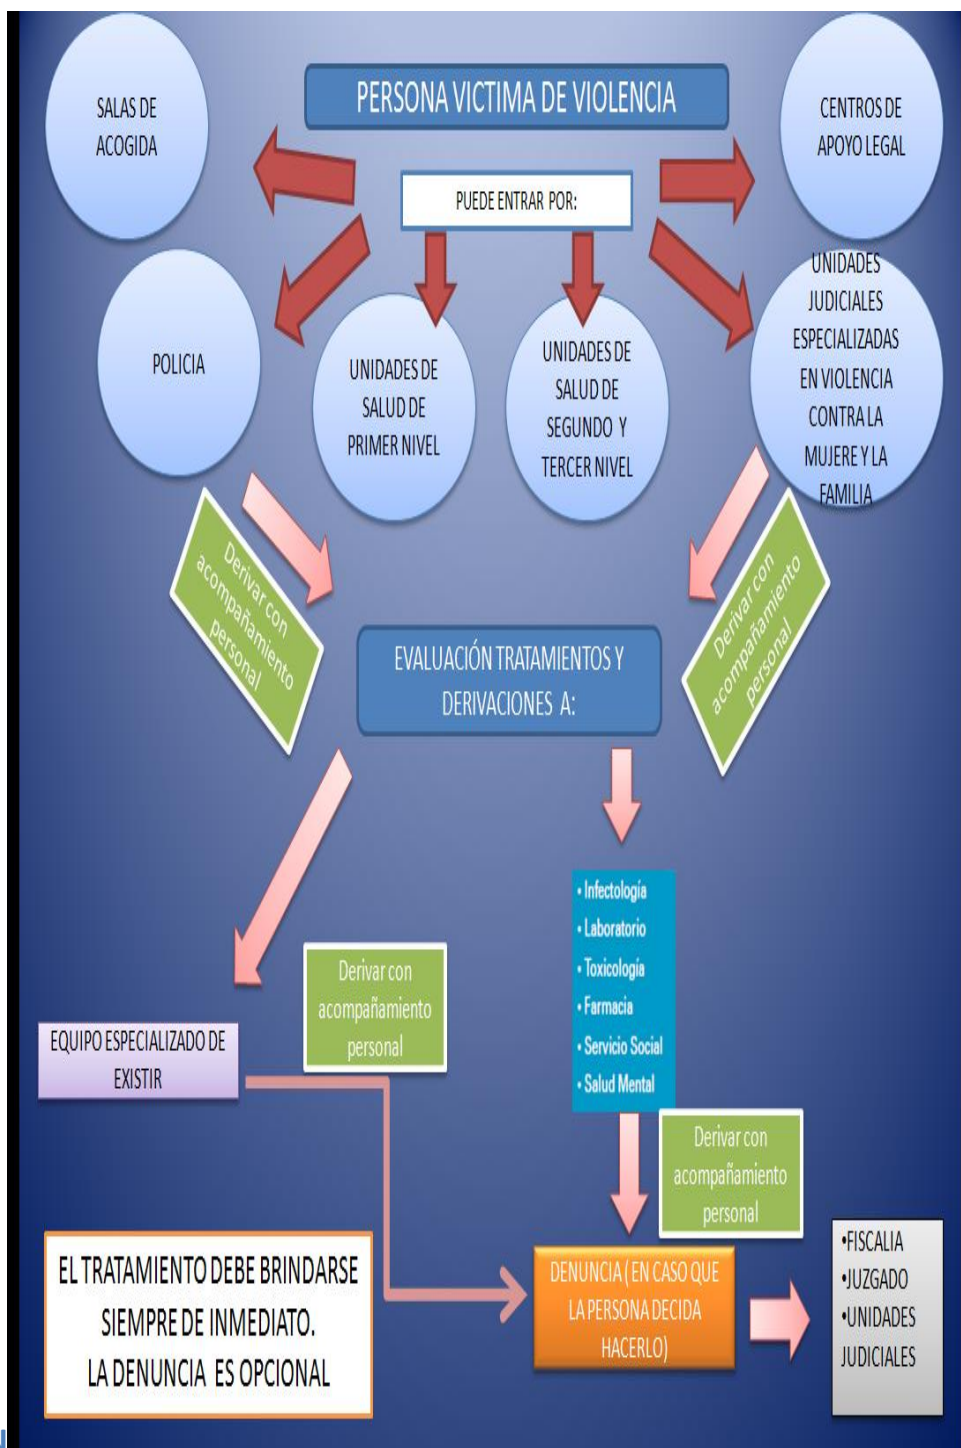 PERSONA VICTIMA DE VIOLENCIA
SALAS DE
ACOGIDA
CENTROS DE
APOYO LEGAL
PUEDE ENTRAR POR:
POLICIA
UNIDADES DE
SALUD DE
PRIMER NIVEL
UNIDADES DE
SALUD DE
SEGUNDO Y
TERCER NIVEL
UNIDADES
JUDICIALES
ESPECIALIZADAS
EN VIOLENCIA
CONTRA LA
MUJERE Y LA
FAMILIA
Derivar con
acompañamiento
personal
Derivar con
acompañamiento
personal
EVALUACIÓN TRATAMIENTOS Y
DERIVACIONES A:
• Infectología
• Laboratorio
• Toxicología
• Farmacia
• Servicio Social
• Salud Mental
Derivar con
acompañamiento
personal
EQUIPO ESPECIALIZADO DE
EXISTIR
Derivar con
acompañamiento
personal
EL TRATAMIENTO DEBE BRINDARSE
SIEMPRE DE INMEDIATO.
LA DENUNCIA ES OPCIONAL
DENUNCIA ( EN CASO QUE
LA PERSONA DECIDA
HACERLO)
•FISCALIA
•JUZGADO
•UNIDADES
JUDICIALES